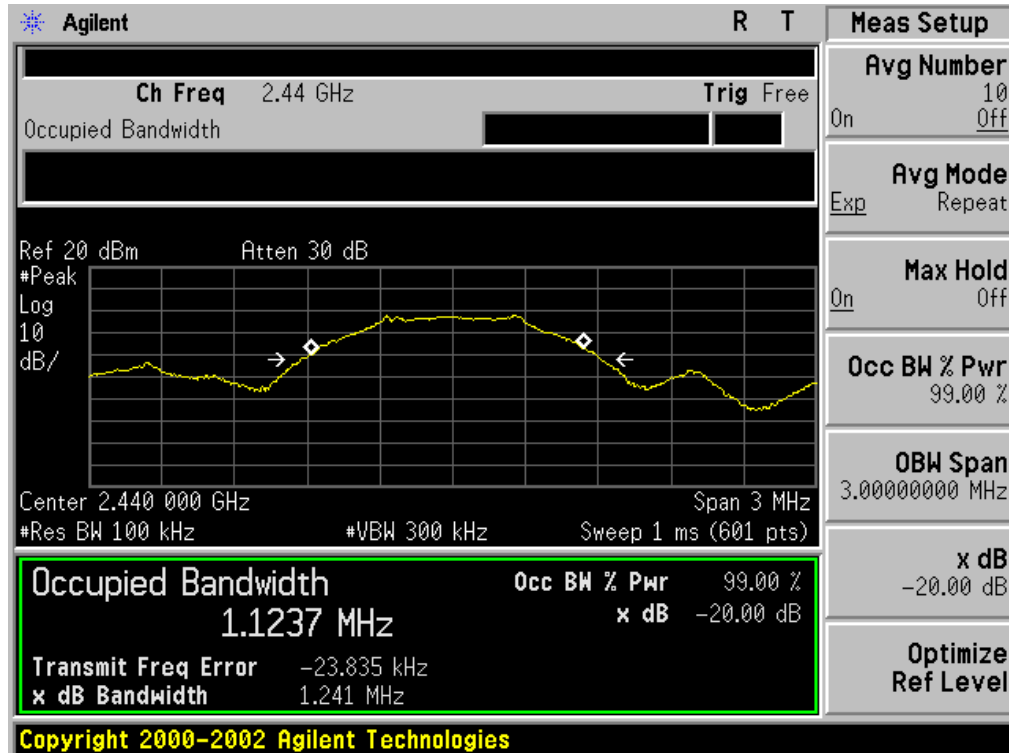 Agilent R T
Ch Freq 2.44 GHz Trig Free
Occupied Bandwidth
Ref 20 dBm Atten 30 dB
#Peak
Log
10
dB/
Center 2.440 000 GHz Span 3 MHz
#Res BW 100 kHz #VBW 300 kHz Sweep 1 ms (601 pts)
Occupied Bandwidth Occ BW % Pwr 99.00 %
1.1237 MHz x dB -20.00 dB
Transmit Freq Error -23.835 kHz
x dB Bandwidth 1.241 MHz
Copyright 2000-2002 Agilent Technologies
Meas Setup
Avg Number
10
On Off
Avg Mode
Exp Repeat
Max Hold
On Off
Occ BW % Pwr
99.00 %
OBW Span
3.00000000 MHz
x dB
-20.00 dB
Optimize
Ref Level